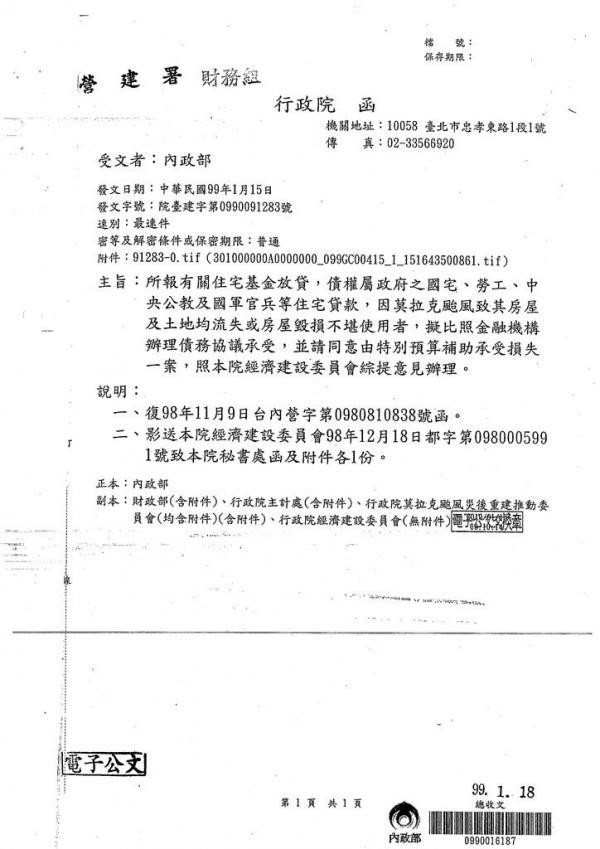 檔　　號：
保存期限：
營 建 署 財務組
行政院　函
機關地址：10058 臺北市忠孝東路1段1號
傳　　真：02-33566920
受文者：內政部
發文日期：中華民國99年1月15日
發文字號：院臺建字第0990091283號
速別：最速件
密等及解密條件或保密期限：普通
附件：91283-0.tif (301000000A0000000_099GC00415_1_151643500861.tif)
主旨：所報有關住宅基金放貸，債權屬政府之國宅、勞工、中
央公教及國軍官兵等住宅貸款，因莫拉克颱風致其房屋
及土地均流失或房屋毀損不堪使用者，擬比照金融機構
辦理債務協議承受，並請同意由特別預算補助承受損失
一案，照本院經濟建設委員會綜提意見辦理。
說明：
一、復98年11月9日台內營字第0980810838號函。
二、影送本院經濟建設委員會98年12月18日都字第098000599
1號致本院秘書處函及附件各1份。
正本：內政部
副本：財政部(含附件)、行政院主計處(含附件)、行政院莫拉克颱風災後重建推動委
員會(均含附件)(含附件)、行政院經濟建設委員會(無附件)
線
電子公文
99. 1. 18
總收文
第1頁 共1頁
內政部
0990016187